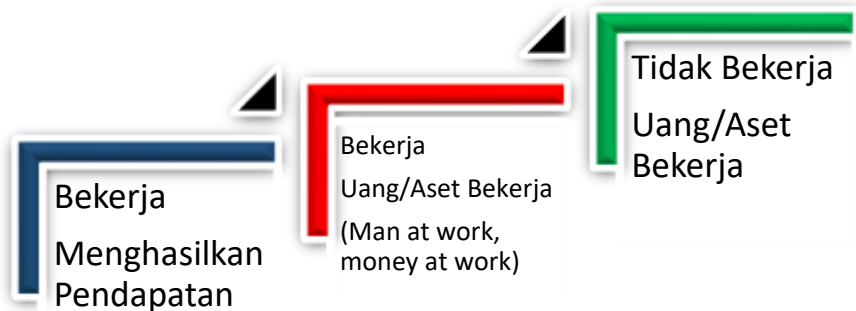 Bekerja
Menghasilkan
Pendapatan
Bekerja
Uang/Aset Bekerja
(Man at work,
money at work)
Tidak Bekerja
Uang/Aset
Bekerja